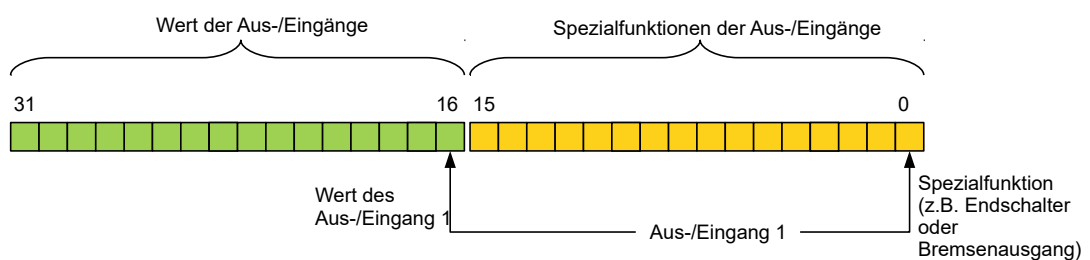 Wert der Aus-/Eingänge
Spezialfunktionen der Aus-/Eingänge
31
16
15
0
Wert des
Aus-/Eingang 1
Aus-/Eingang 1
Spezialfunktion
(z.B. Endschalter
oder
Bremsenausgang)